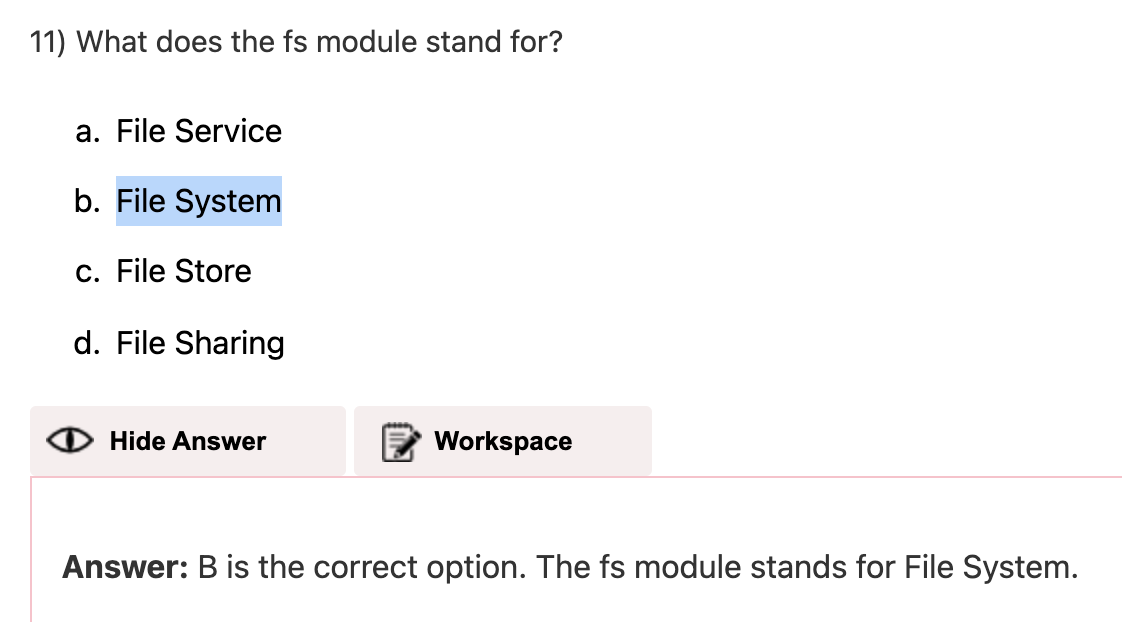 11) What does the fs module stand for?
a. File Service
b. File System
c. File Store
d. File Sharing
Hide Answer Workspace
Answer: B is the correct option. The fs module stands for File System.